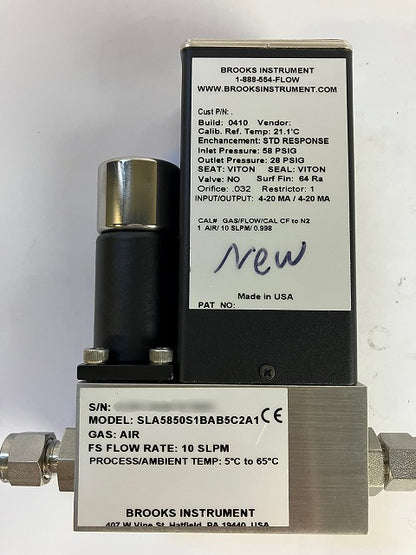 BROOKS INSTRUMENT
1-888-554-FLOW
WWW.BROOKSINSTRUMENT.COM
Cust P/N: .
Build: 0410 Vendor:
Calib. Ref. Temp: 21.1°C
Enchancement: STD RESPONSE
Inlet Pressure: 58 PSIG
Outlet Pressure: 28 PSIG
SEAT: VITON SEAL: VITON
Valve: NO Surf Fin: 64 Ra
Orifice: .032 Restrictor: 1
INPUT/OUTPUT: 4-20 MA / 4-20 MA
CAL# GAS/FLOW/CAL CF to N2
1 AIR/ 10 SLPM/ 0.998
New
Made in USA
PAT NO:
S/N:
MODEL: SLA5850S1BAB5C2A1 CE
GAS: AIR
FS FLOW RATE: 10 SLPM
PROCESS/AMBIENT TEMP: 5°C to 65°C
BROOKS INSTRUMENT
407 W Vine St, Hatfield, PA 19440, USA